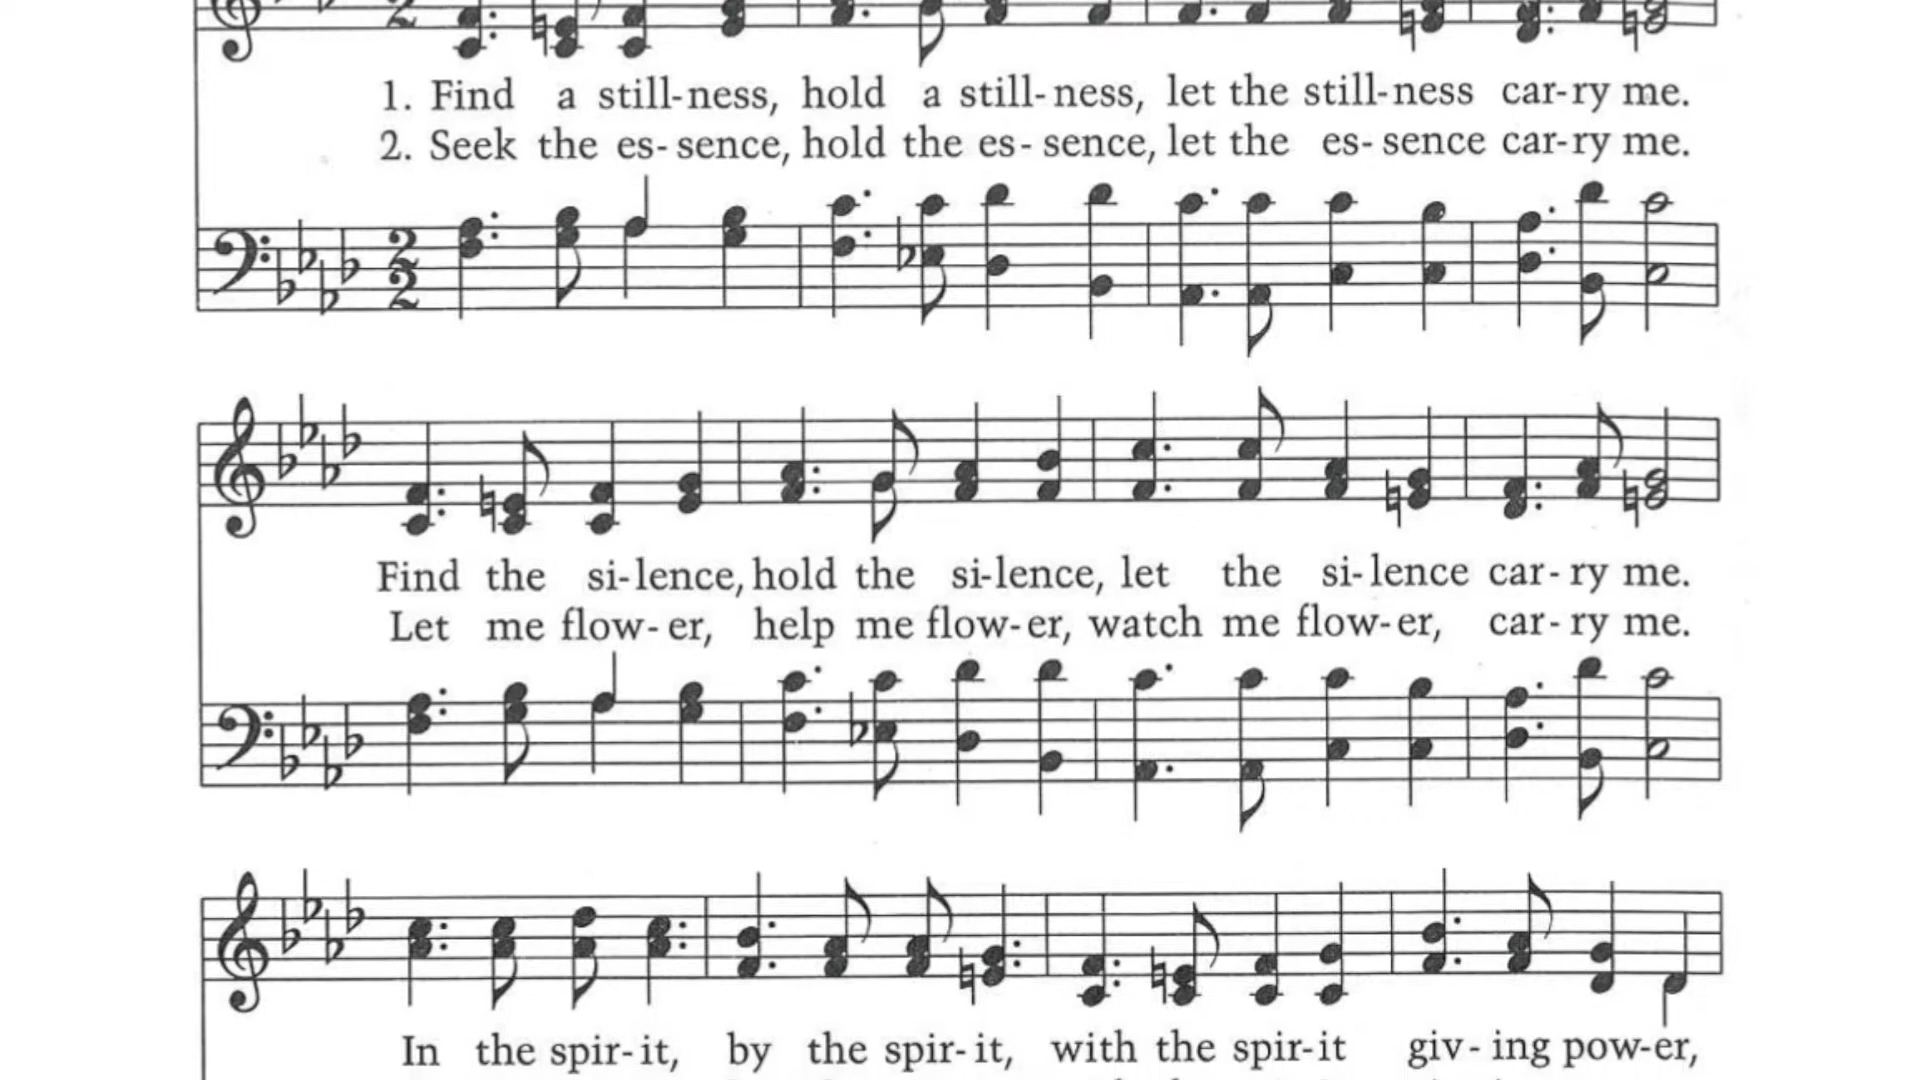 1. Find a still-ness, hold a still-ness, let the still-ness car-ry me.
2. Seek the es-sence, hold the es-sence, let the es-sence car-ry me.
Find the si-lence, hold the si-lence, let the si-lence car-ry me.
Let me flow-er, help me flow-er, watch me flow-er, car-ry me.
In the spir-it, by the spir-it, with the spir-it giv-ing pow-er,